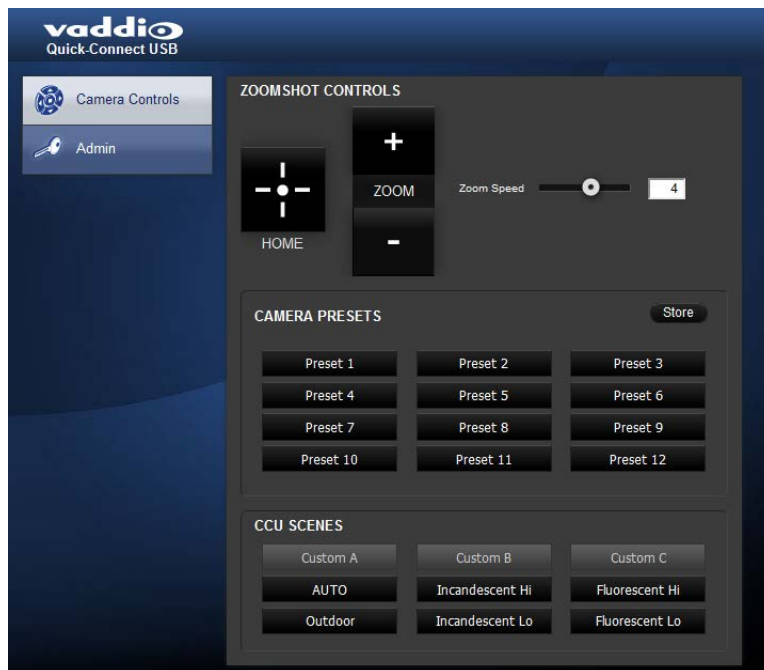 vaddio
Quick-Connect USB
Camera Controls
Admin
ZOOMSHOT CONTROLS
+
ZOOM
-
HOME
Zoom Speed
4
CAMERA PRESETS
Store
Preset 1
Preset 2
Preset 3
Preset 4
Preset 5
Preset 6
Preset 7
Preset 8
Preset 9
Preset 10
Preset 11
Preset 12
CCU SCENES
Custom A
Custom B
Custom C
AUTO
Incandescent Hi
Fluorescent Hi
Outdoor
Incandescent Lo
Fluorescent Lo